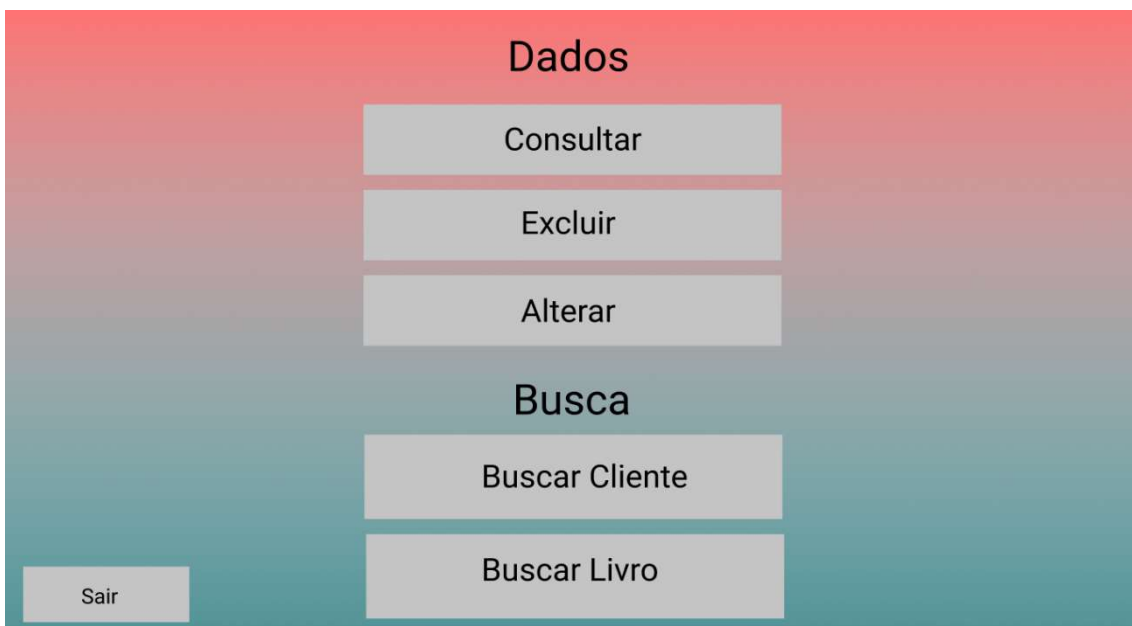 Dados
Consultar
Excluir
Alterar
Busca
Buscar Cliente
Buscar Livro
Sair